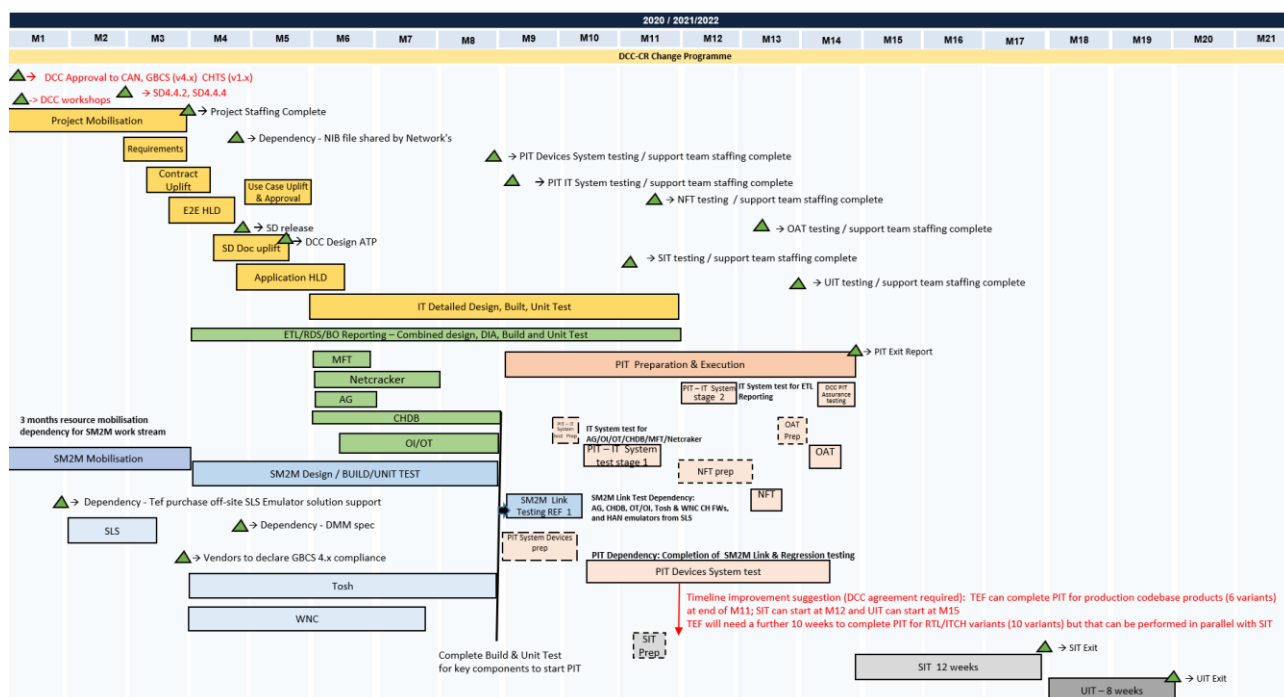 2020 / 2021/2022
M1 M2 M3 M4 M5 M6 M7 M8 M9 M10 M11 M12 M13 M14 M15 M16 M17 M18 M19 M20 M21
DCC-CR Change Programme
→ DCC Approval to CAN, GBCS (v4.x) CHTS (v1.x)
→ SD4.4.2, SD4.4.4
-> DCC workshops
→ Project Staffing Complete
Project Mobilisation
→ Dependency - NIB file shared by Network's
Requirements
→ PIT Devices System testing / support team staffing complete
Contract
Uplift
→ PIT IT System testing / support team staffing complete
Use Case Uplift
& Approval
→ NFT testing / support team staffing complete
E2E HLD
→ SD release
→ OAT testing / support team staffing complete
→ DCC Design ATP
SD Doc uplift
→ SIT testing / support team staffing complete
Application HLD
→ UIT testing / support team staffing complete
IT Detailed Design, Built, Unit Test
ETL/RDS/BO Reporting – Combined design, DIA, Build and Unit Test
→ PIT Exit Report
MFT
PIT Preparation & Execution
Netcracker
PIT – IT System
stage 2
IT System test for ETL
Reporting
DCC PIT
Assurance
testing
AG
3 months resource mobilisation
dependency for SM2M work stream
CHDB
PIT – IT
System
test Prep
IT System test for
AG/OI/OT/CHDB/MFT/Netcraker
OAT
Prep
OI/OT
PIT – IT System
test stage 1
OAT
SM2M Mobilisation
SM2M Design / BUILD/UNIT TEST
NFT prep
→ Dependency - Tef purchase off-site SLS Emulator solution support
SM2M Link
Testing REF 1
SM2M Link Test Dependency:
AG, CHDB, OT/OI, Tosh & WNC CH FWs,
and HAN emulators from SLS
NFT
SLS
→ Dependency - DMM spec
PIT System Devices
prep
→ Vendors to declare GBCS 4.x compliance
PIT Dependency: Completion of SM2M Link & Regression testing
PIT Devices System test
Tosh
Timeline improvement suggestion (DCC agreement required): TEF can complete PIT for production codebase products (6 variants)
at end of M11; SIT can start at M12 and UIT can start at M15
TEF will need a further 10 weeks to complete PIT for RTL/ITCH variants (10 variants) but that can be performed in parallel with SIT
WNC
SIT
Prep
Complete Build & Unit Test
for key components to start PIT
→ SIT Exit
SIT 12 weeks
→ UIT Exit
UIT – 8 weeks